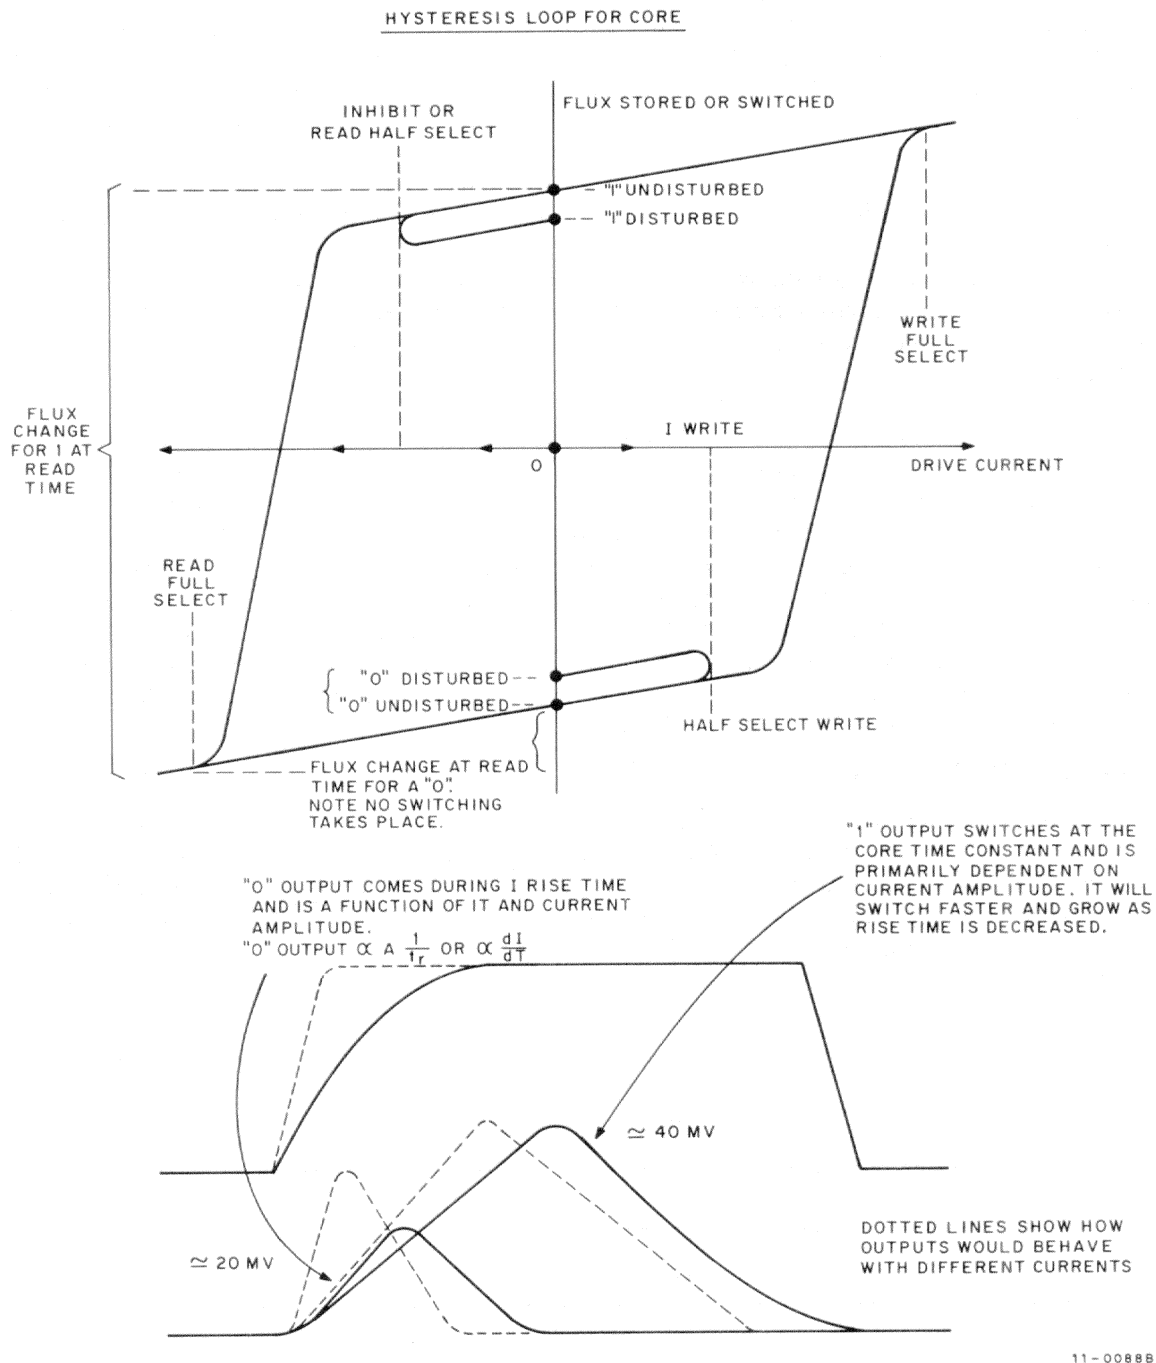 HYSTERESIS LOOP FOR CORE
FLUX STORED OR SWITCHED
INHIBIT OR
READ HALF SELECT
"1" UNDISTURBED
"1" DISTURBED
WRITE
FULL
SELECT
FLUX
CHANGE
FOR 1 AT
READ
TIME
I WRITE
0
DRIVE CURRENT
READ
FULL
SELECT
"0" DISTURBED
"0" UNDISTURBED
HALF SELECT WRITE
FLUX CHANGE AT READ
TIME FOR A "0".
NOTE NO SWITCHING
TAKES PLACE.
"1" OUTPUT SWITCHES AT THE
CORE TIME CONSTANT AND IS
PRIMARILY DEPENDENT ON
CURRENT AMPLITUDE. IT WILL
SWITCH FASTER AND GROW AS
RISE TIME IS DECREASED.
"0" OUTPUT COMES DURING I RISE TIME
AND IS A FUNCTION OF IT AND CURRENT
AMPLITUDE.
"0" OUTPUT ∝ A 1/tr OR ∝ dI/dT
≃ 40 MV
≃ 20 MV
DOTTED LINES SHOW HOW
OUTPUTS WOULD BEHAVE
WITH DIFFERENT CURRENTS
11-0088B